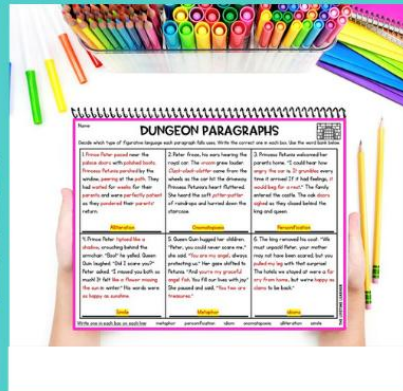 Name
DUNGEON PARAGRAPHS
Decide which type of figurative language each paragraph falls under. Write the correct one in each box. Use the word bank below.
1. Prince Peter paced near the
palace doors with polished boots.
Princess Petunia perched by the
window, peering at the path. They
had waited for weeks for their
parents and were perfectly patient
as they pondered their parents'
return.
Alliteration
2. Peter froze, his ears hearing the
royal car. The vroom grew louder.
Clack-clack-clatter came from the
wheels as the car hit the driveway.
Princess Petunia's heart fluttered.
She heard the soft pitter-patter
of raindrops and hurried down the
staircase.
Onomatopoeia
3. Princess Petunia welcomed her
parents home. "I could hear how
angry the car is. It grumbles every
time it arrived! If it had feelings, it
would beg for a rest." The family
entered the castle. The oak doors
sighed as they closed behind the
king and queen.
Personification
4. Prince Peter tiptoed like a
shadow, crouching behind the
armchair. "Boo!" he yelled. Queen
Gun laughed. "Did I scare you?"
Peter asked. "I missed you both so
much! It felt like a flower missing
the sun in winter." His words were
as happy as sunshine.
Simile
5. Queen Gun hugged her children.
"Peter, you could never scare me,"
she said. "You are my angel, always
protecting us." Her gaze shifted to
Petunia. "And you're my graceful
angel fish. You fill our lives with joy."
She paused and said, "You two are
treasures."
Metaphor
6. The king removed his coat. "We
must unpack! Peter, your mother
may not have been scared, but you
pulled my leg with that surprise!
The hotels we stayed at were a far
cry from home, but we're happy as
clams to be back."
Idioms
Write one in each box on each box
metaphor personification idiom onomatopoeia alliteration simile